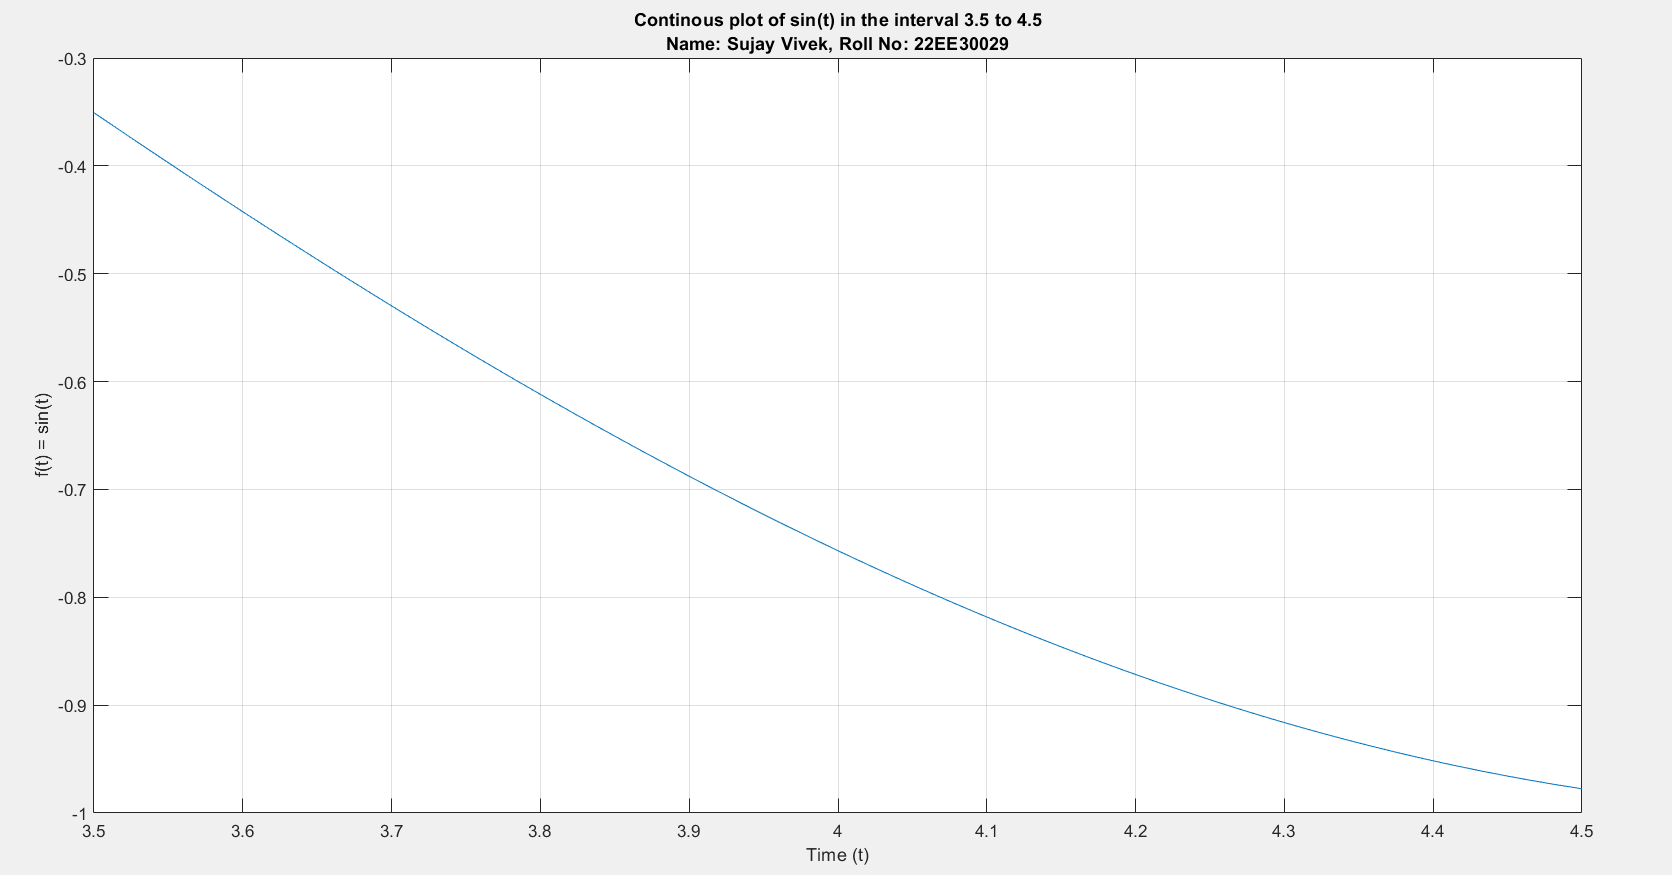 Continous plot of sin(t) in the interval 3.5 to 4.5
Name: Sujay Vivek, Roll No: 22EE30029
-0.3
-0.4
-0.5
-0.6
-0.7
-0.8
-0.9
-1
f(t) = sin(t)
3.5 3.6 3.7 3.8 3.9 4 4.1 4.2 4.3 4.4 4.5
Time (t)